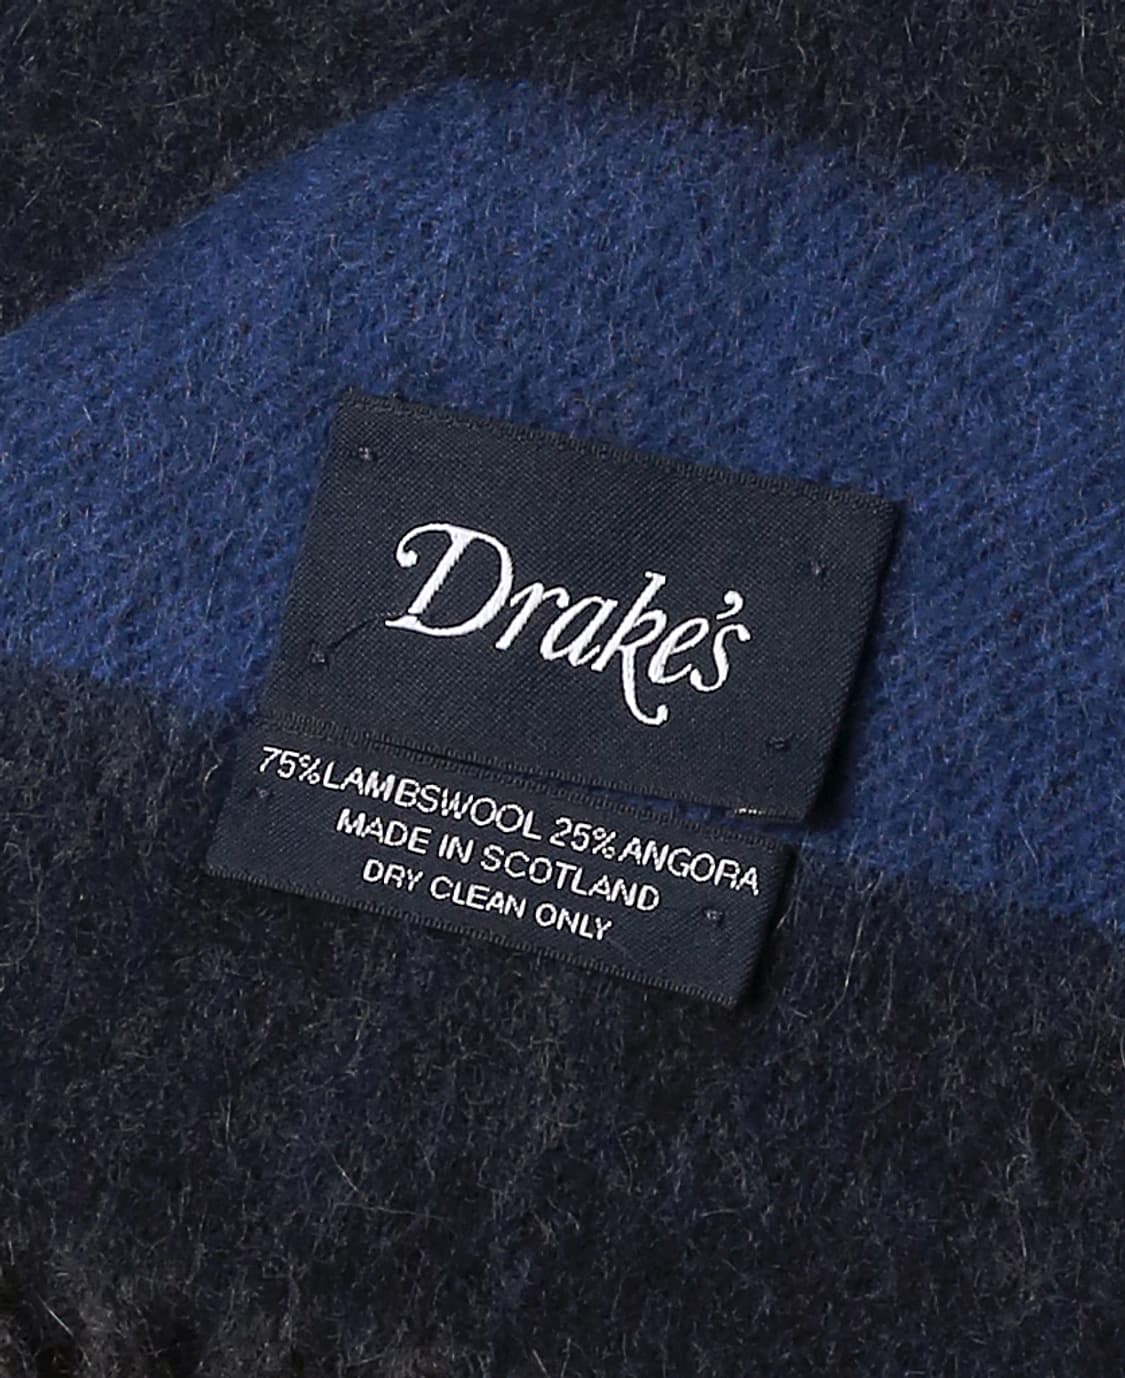 Drake's
75% LAMBSWOOL 25% ANGORA
MADE IN SCOTLAND
DRY CLEAN ONLY